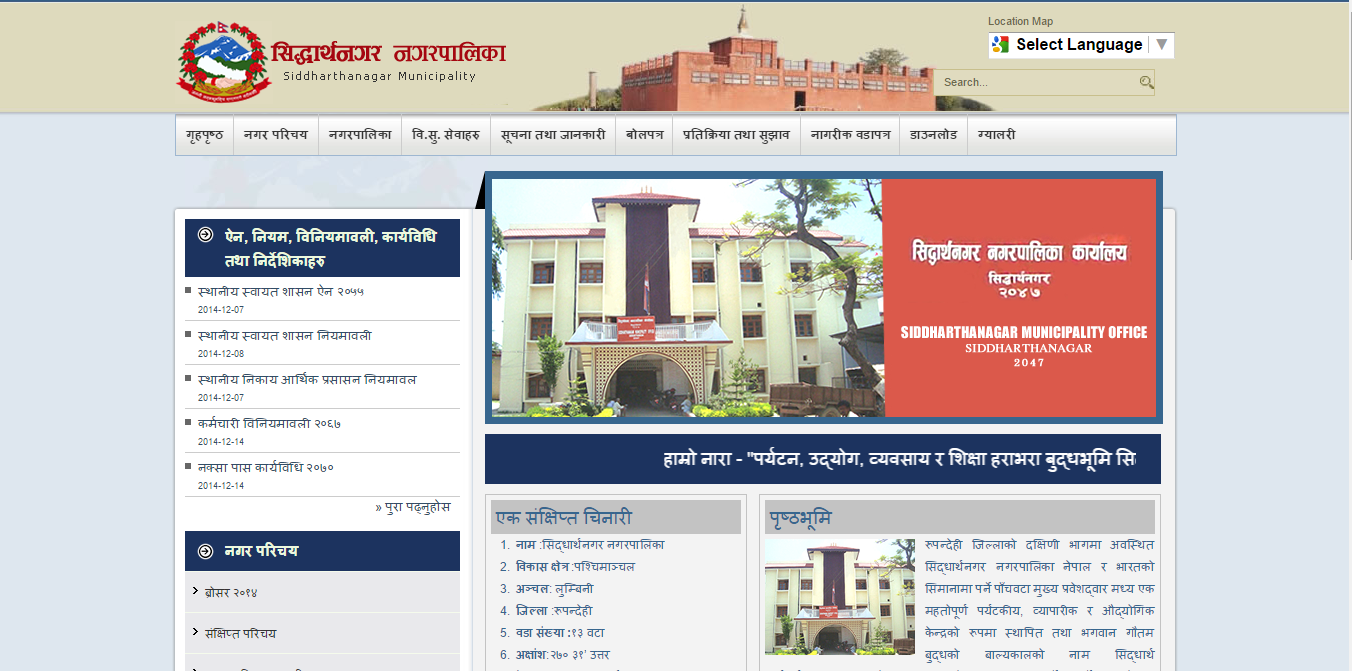 सिद्धार्थनगर नगरपालिका
Siddharthanagar Municipality
Location Map
Select Language
Search...
गृहपृष्ठ नगर परिचय नगरपालिका वि.सु. सेवाहरु सूचना तथा जानकारी बोलपत्र प्रतिक्रिया तथा सुझाव नागरीक वडापत्र डाउनलोड ग्यालरी
ऐन, नियम, विनियमावली, कार्यविधि
तथा निर्देशिकाहरु
स्थानीय स्वायत शासन ऐन २०५५
2014-12-07
स्थानीय स्वायत शासन नियमावली
2014-12-08
स्थानीय निकाय आर्थिक प्रसासन नियमावल
2014-12-07
कर्मचारी विनियमावली २०६७
2014-12-14
नक्सा पास कार्यविधि २०७०
2014-12-14
» पुरा पढ्नुहोस
नगर परिचय
ब्रोसर २०१४
संक्षिप्त परिचय
सिद्धार्थनगर नगरपालिका कार्यालय
सिद्धार्थनगर
२०४७
SIDDHARTHANAGAR MUNICIPALITY OFFICE
SIDDHARTHANAGAR
2047
हाम्रो नारा - "पर्यटन, उद्योग, व्यवसाय र शिक्षा हराभरा बुद्धभूमि
एक संक्षिप्त चिनारी
1. नाम :सिद्धार्थनगर नगरपालिका
2. विकास क्षेत्र :पश्चिमाञ्चल
3. अञ्चल: लुम्बिनी
4. जिल्ला :रुपन्देही
5. वडा संख्या :१३ वटा
6. अक्षांश:२७० ३१’ उत्तर
पृष्ठभूमि
रुपन्देही जिल्लाको दक्षिणी भागमा अवस्थित
सिद्धार्थनगर नगरपालिका नेपाल र भारतको
सिमानामा पर्ने पाँचवटा मुख्य प्रवेशद्वार मध्य एक
महतोपूर्ण पर्यटकीय, व्यापारीक र औद्योगिक
केन्द्रको रुपमा स्थापित तथा भगवान गौतम
बुद्धको बाल्यकालको नाम सिद्धार्थ